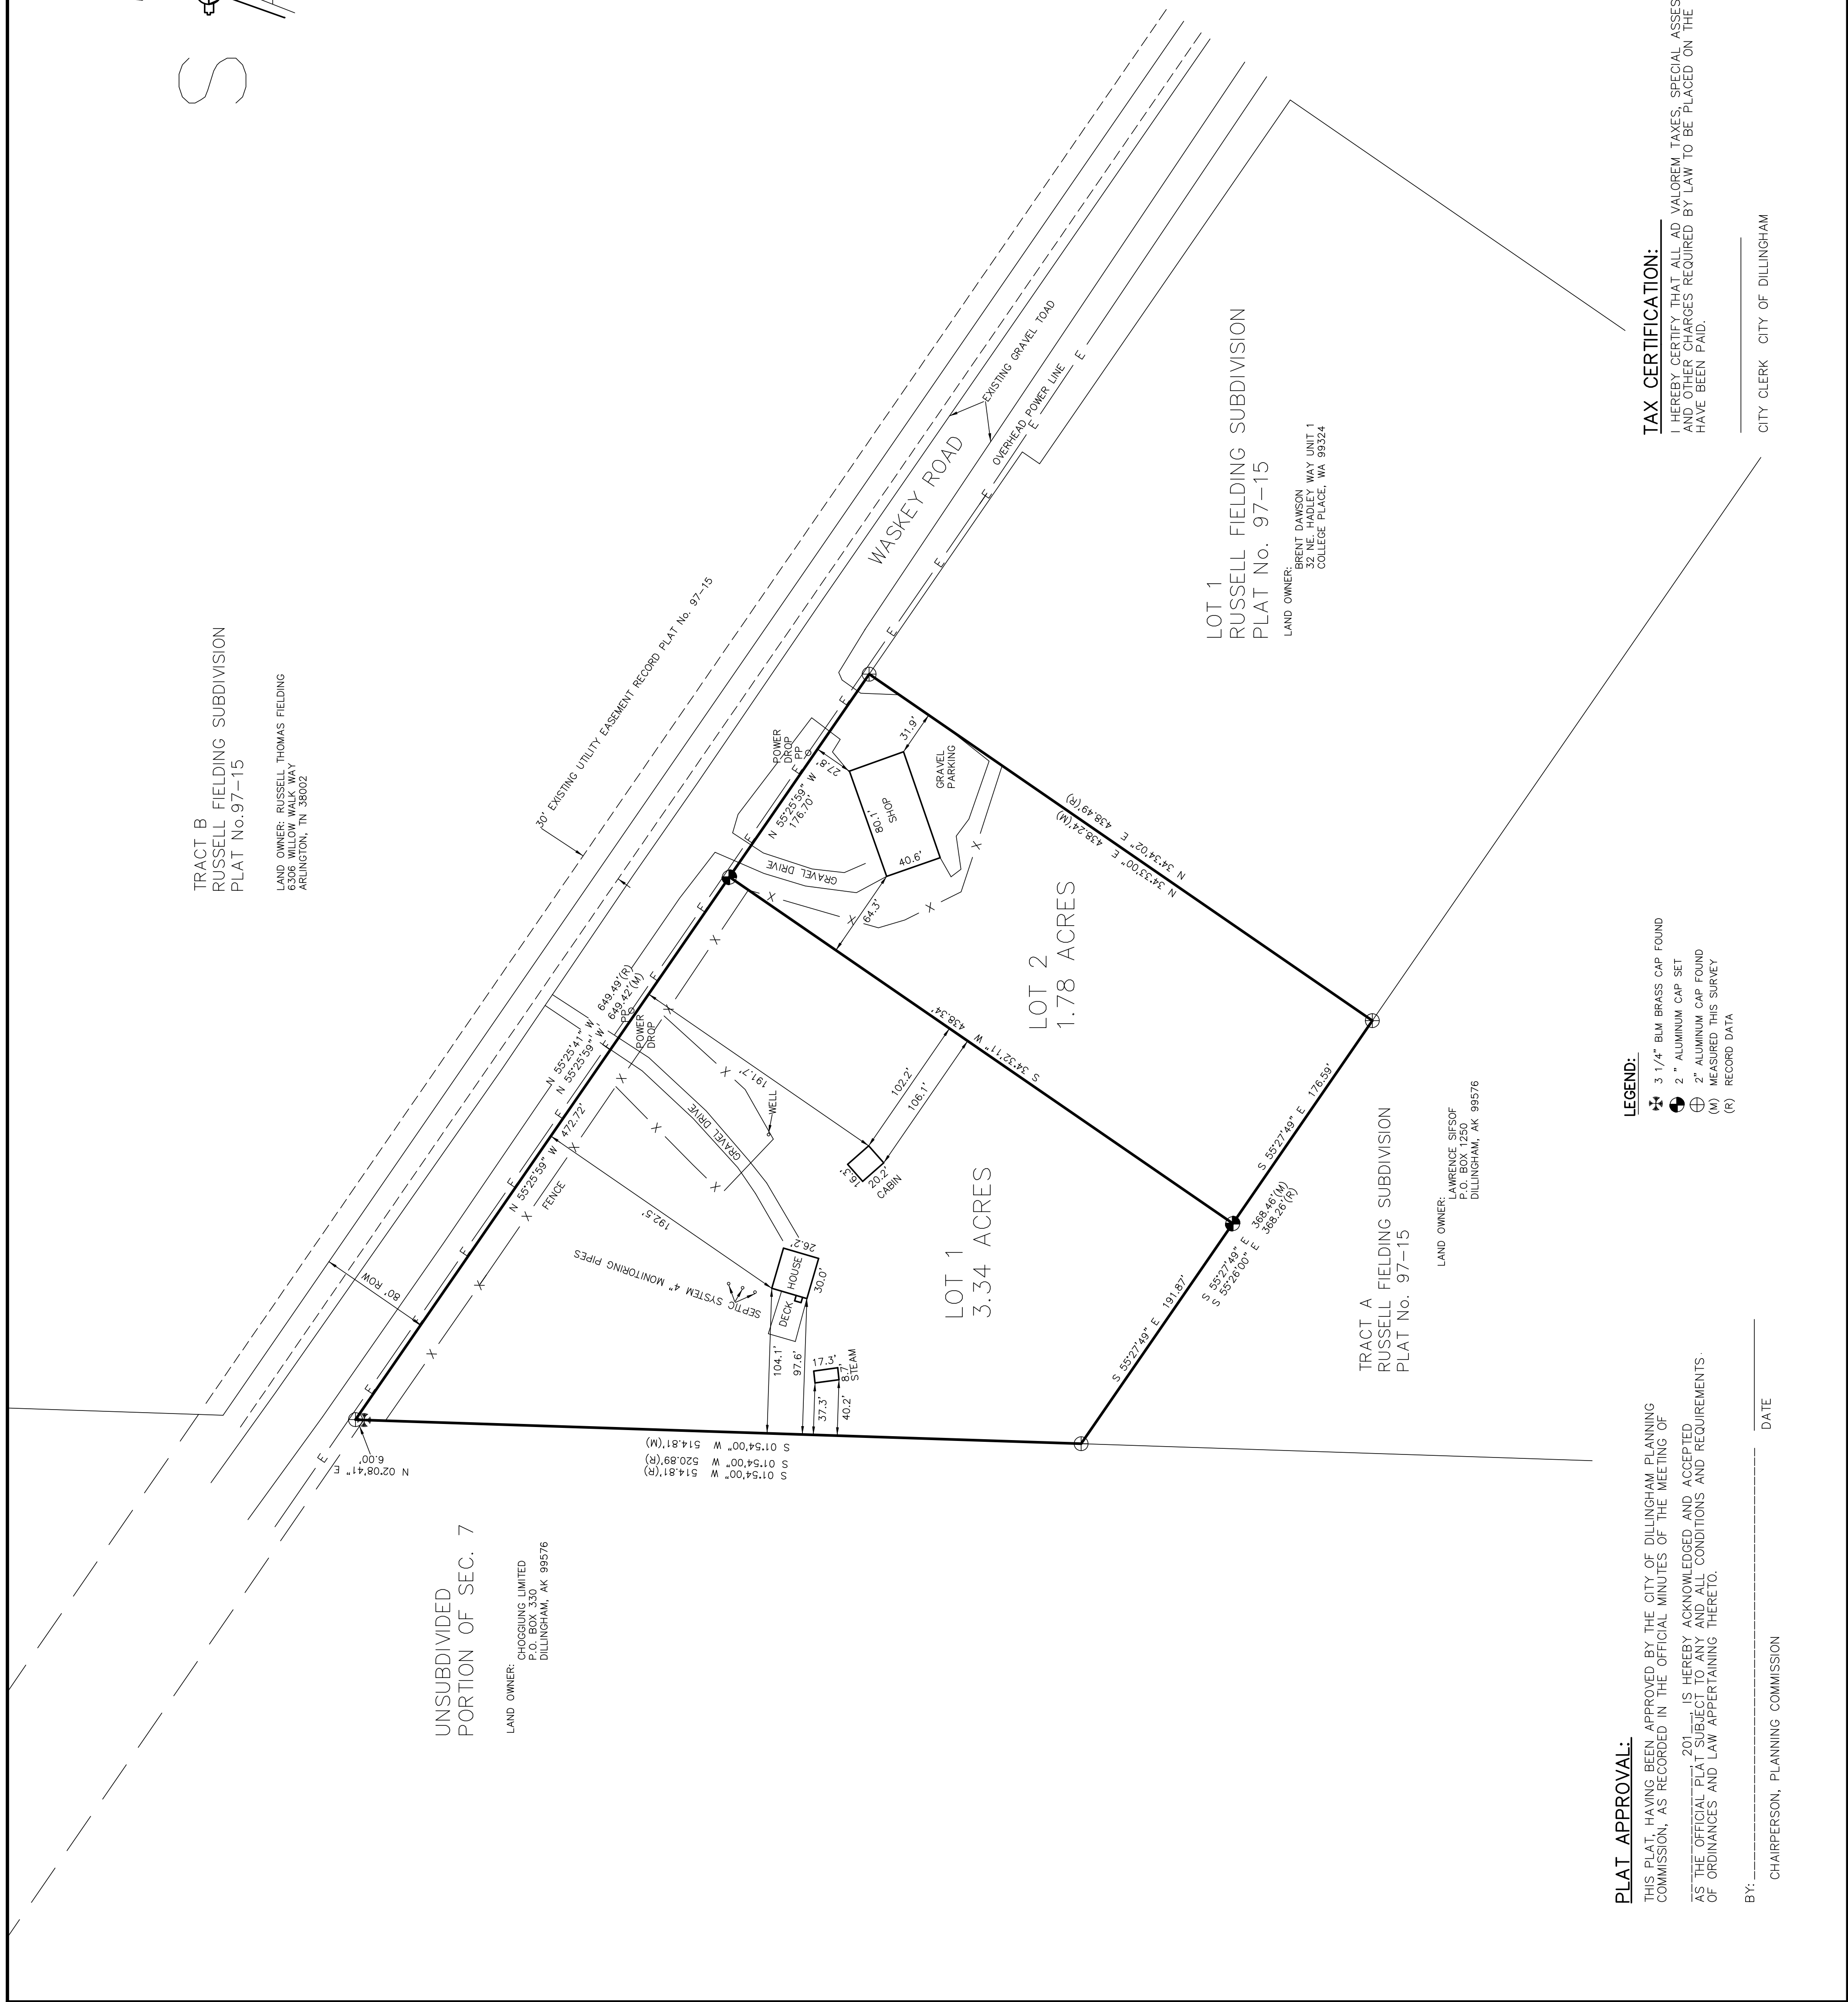 S
TRACT B
RUSSELL FIELDING SUBDIVISION
PLAT No.97-15
LAND OWNER: RUSSELL THOMAS FIELDING
6306 WILLOW WALK WAY
ARLINGTON, TN 38002
30' EXISTING UTILITY EASEMENT RECORD PLAT No. 97-15
WASKEY ROAD
EXISTING GRAVEL TOAD
OVERHEAD POWER LINE
80' ROW
N 02°08'41" E
6.00'
UNSUBDIVIDED
PORTION OF SEC. 7
LAND OWNER:
CHOGGIUNG LIMITED
P.O. BOX 330
DILLINGHAM, AK 99576
N 55°25'41" W 649.49'(R)
N 55°25'59" W' 649.42'(M)
N 55°25'59" W 472.72'
FENCE
PP
POWER
DROP
N 55°25'59" W
176.70'
POWER
DROP
PP
GRAVEL DRIVE
27.8'
31.9'
80.1'
SHOP
40.6'
64.3'
GRAVEL
PARKING
GRAVEL DRIVE
WELL
191.7'
192.5'
102.2'
106.1'
16.3'
20.2'
CABIN
SEPTIC SYSTEM 4" MONITORING PIPES
26.2'
HOUSE
30.0'
DECK
104.1'
97.6'
17.3'
8.7'
STEAM
37.3'
40.2'
S 01°54'00" W 514.81'(M)
S 01°54'00" W 520.89'(R)
S 01°54'00" W 514.81'(R)
LOT 1
3.34 ACRES
S 34°32'11" W 438.34'
LOT 2
1.78 ACRES
N 34°33'00" E 438.24'(M)
N 34°34'02" E 438.49'(R)
S 55°27'49" E 191.87'
S 55°27'49" E 176.59'
S 55°27'49" E 368.46'(M)
S 55°26'00" E 368.26'(R)
LOT 1
RUSSELL FIELDING SUBDIVISION
PLAT No. 97-15
LAND OWNER:
BRENT DAWSON
32 NE. HADLEY WAY UNIT 1
COLLEGE PLACE, WA 99324
TRACT A
RUSSELL FIELDING SUBDIVISION
PLAT No. 97-15
LAND OWNER:
LAWRENCE SIFSOF
P.O. BOX 1250
DILLINGHAM, AK 99576
PLAT APPROVAL:
THIS PLAT, HAVING BEEN APPROVED BY THE CITY OF DILLINGHAM PLANNING
COMMISSION, AS RECORDED IN THE OFFICIAL MINUTES OF THE MEETING OF
____________, 201__, IS HEREBY ACKNOWLEDGED AND ACCEPTED
AS THE OFFICIAL PLAT SUBJECT TO ANY AND ALL CONDITIONS AND REQUIREMENTS
OF ORDINANCES AND LAW APPERTAINING THERETO.
BY:
DATE
CHAIRPERSON, PLANNING COMMISSION
LEGEND:
3 1/4" BLM BRASS CAP FOUND
2 " ALUMINUM CAP SET
2" ALUMINUM CAP FOUND
(M) MEASURED THIS SURVEY
(R) RECORD DATA
TAX CERTIFICATION:
I HEREBY CERTIFY THAT ALL AD VALOREM TAXES, SPECIAL ASSES
AND OTHER CHARGES REQUIRED BY LAW TO BE PLACED ON THE
HAVE BEEN PAID.
CITY CLERK CITY OF DILLINGHAM